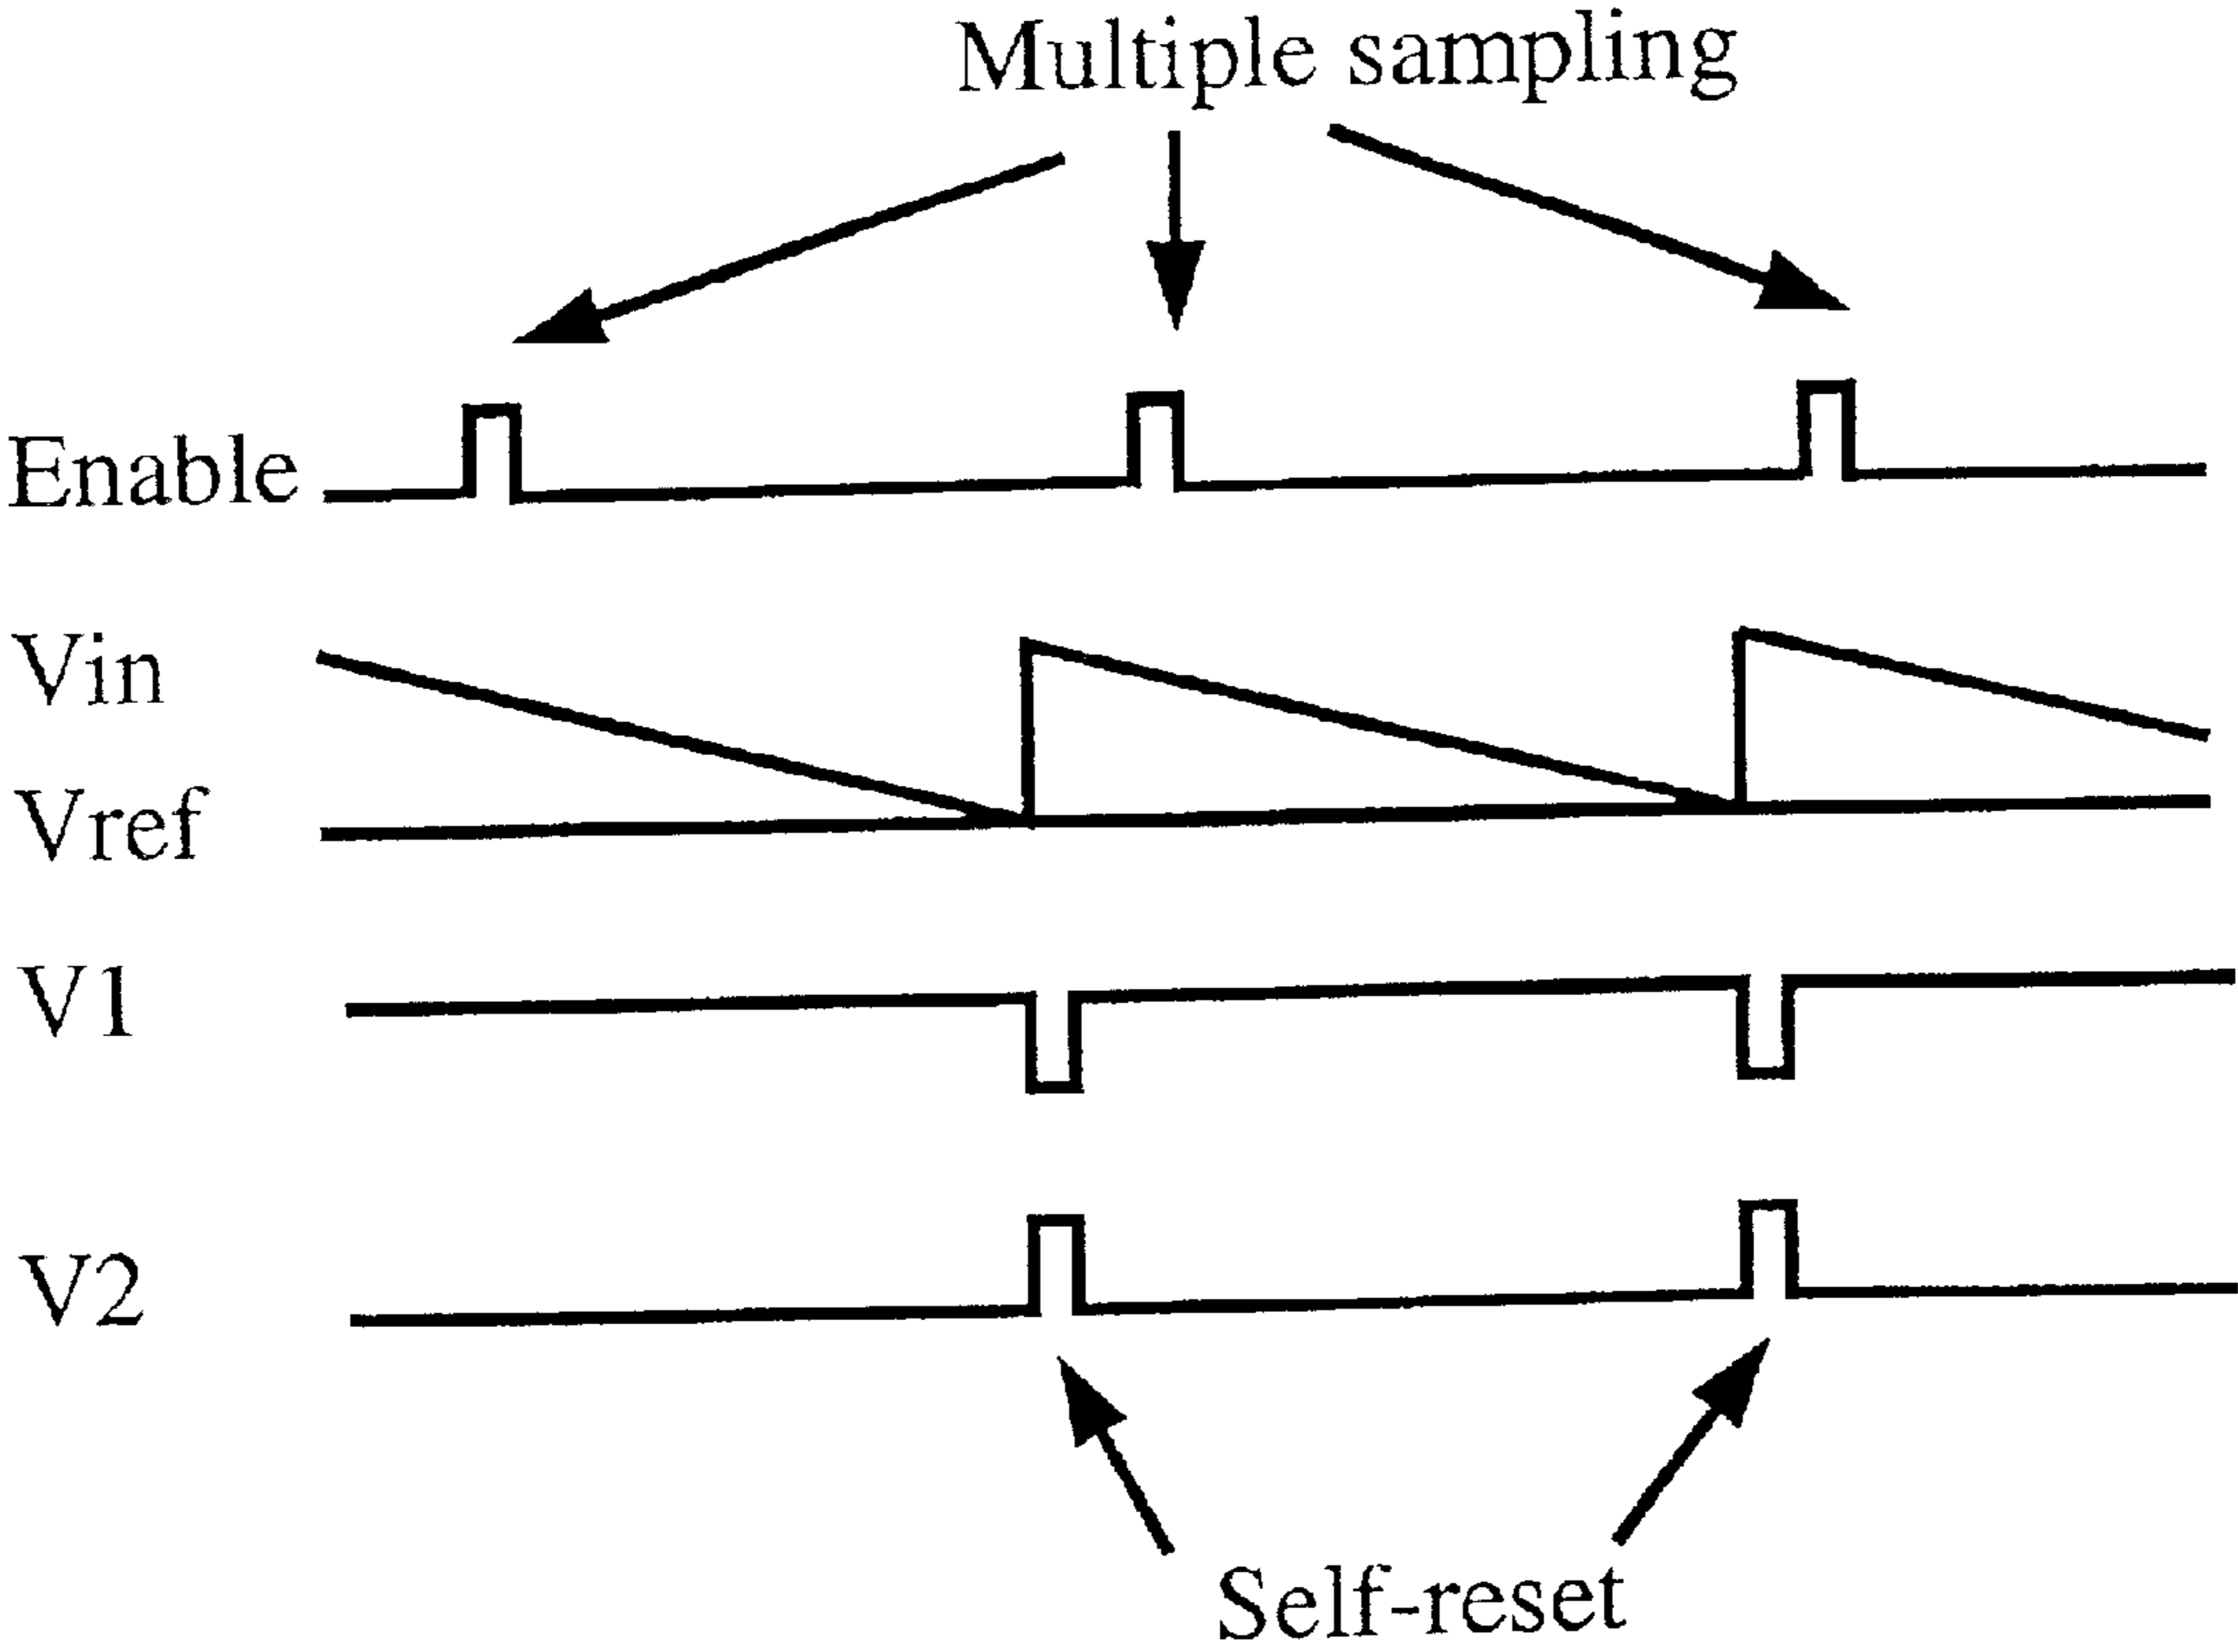 Multiple sampling
Enable
Vin
Vref
V1
V2
Self-reset